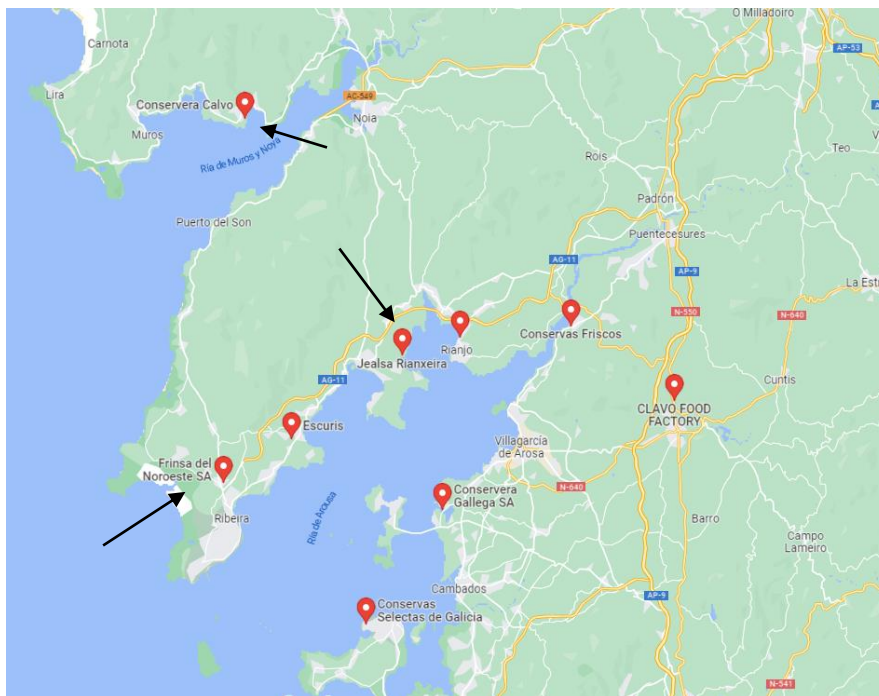 O Milladoiro
Carnota
AP-53
Lira
Conservera Calvo
AC-549
Noia
Muros
Ría de Muros y Noya
Teo
Rois
Padrón
Puerto del Son
Puentecesures
AG-11
AP-9
La Estr
N-550
N-640
Conservas Friscos
Rianjo
Jealsa Rianxeira
AG-11
Cuntis
CLAVO FOOD
FACTORY
Escuris
Villagarcía
de Arosa
Frinsa del
Noroeste SA
N-640
Conservera
Gallega SA
Ría de Arousa
Ribeira
Barro
Campo
Lameiro
Cambados
AP-9
Conservas
Selectas de Galicia
N-541